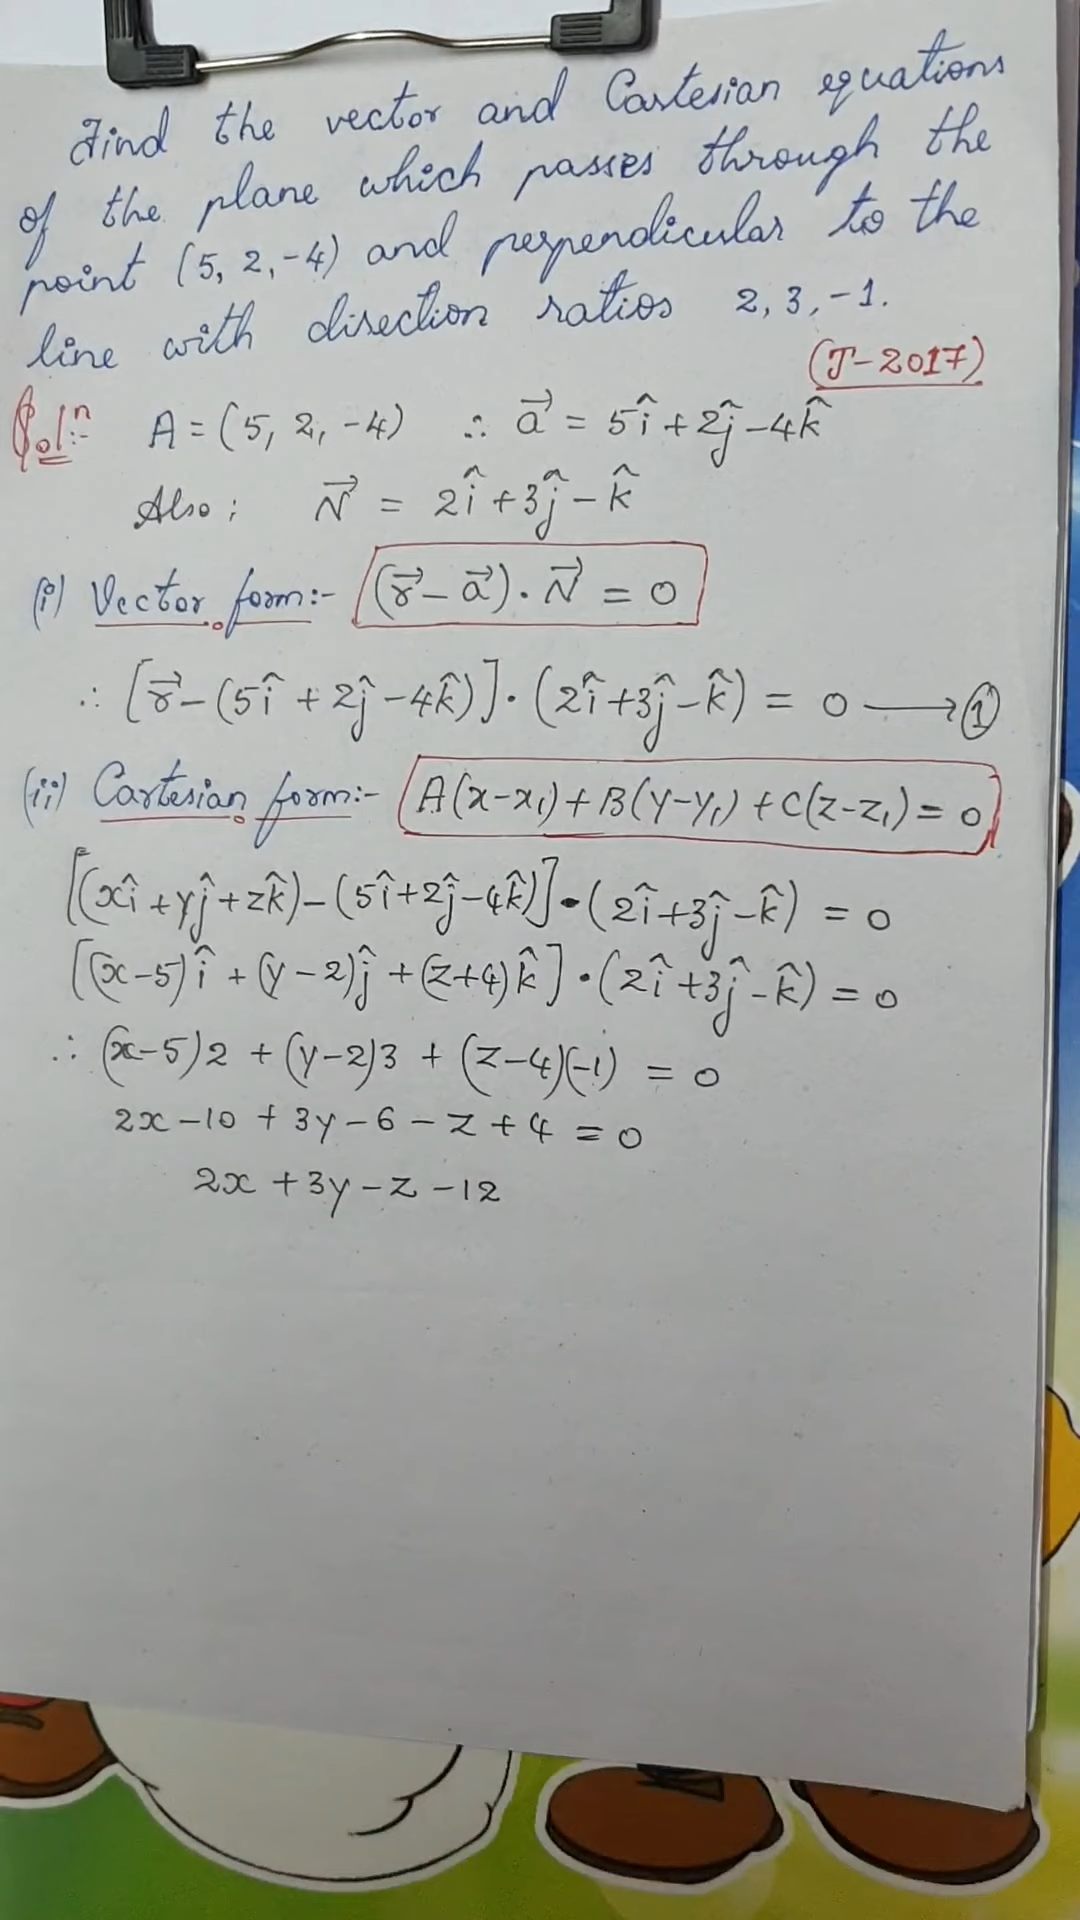 Find the vector and Cartesian equations
of the plane which passes through the
point (5, 2, -4) and perpendicular to the
line with direction ratios 2, 3, -1.
(J-2017)
Solⁿ:- A = (5, 2, -4) ∴ a⃗ = 5î + 2ĵ - 4k̂
Also; N⃗ = 2î + 3ĵ - k̂
(i) Vector form:- (r⃗ - a⃗) · N⃗ = 0
∴ [r⃗ - (5î + 2ĵ - 4k̂)] · (2î + 3ĵ - k̂) = 0 ⟶ ①
(ii) Cartesian form:- A(x-x₁) + B(y-y₁) + C(z-z₁) = 0
[(xî + yĵ + zk̂) - (5î + 2ĵ - 4k̂)] · (2î + 3ĵ - k̂) = 0
[(x-5)î + (y-2)ĵ + (z+4)k̂] · (2î + 3ĵ - k̂) = 0
∴ (x-5)2 + (y-2)3 + (z-4)(-1) = 0
2x - 10 + 3y - 6 - z + 4 = 0
2x + 3y - z - 12